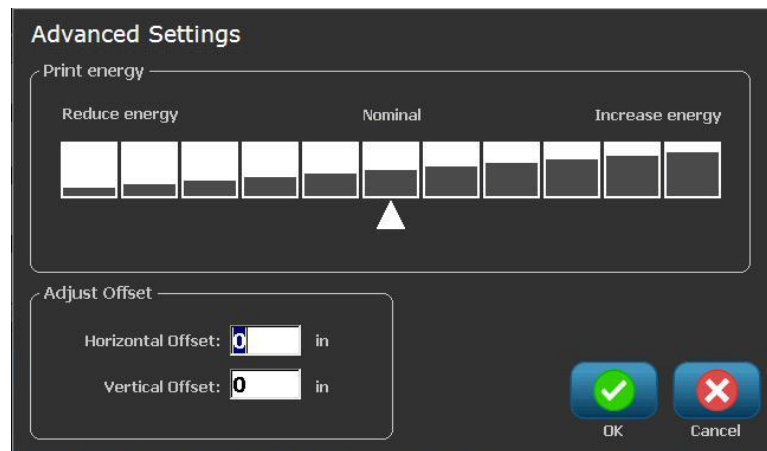 Advanced Settings
Print energy
Reduce energy Nominal Increase energy
Adjust Offset
Horizontal Offset: 0 in
Vertical Offset: 0 in
OK Cancel